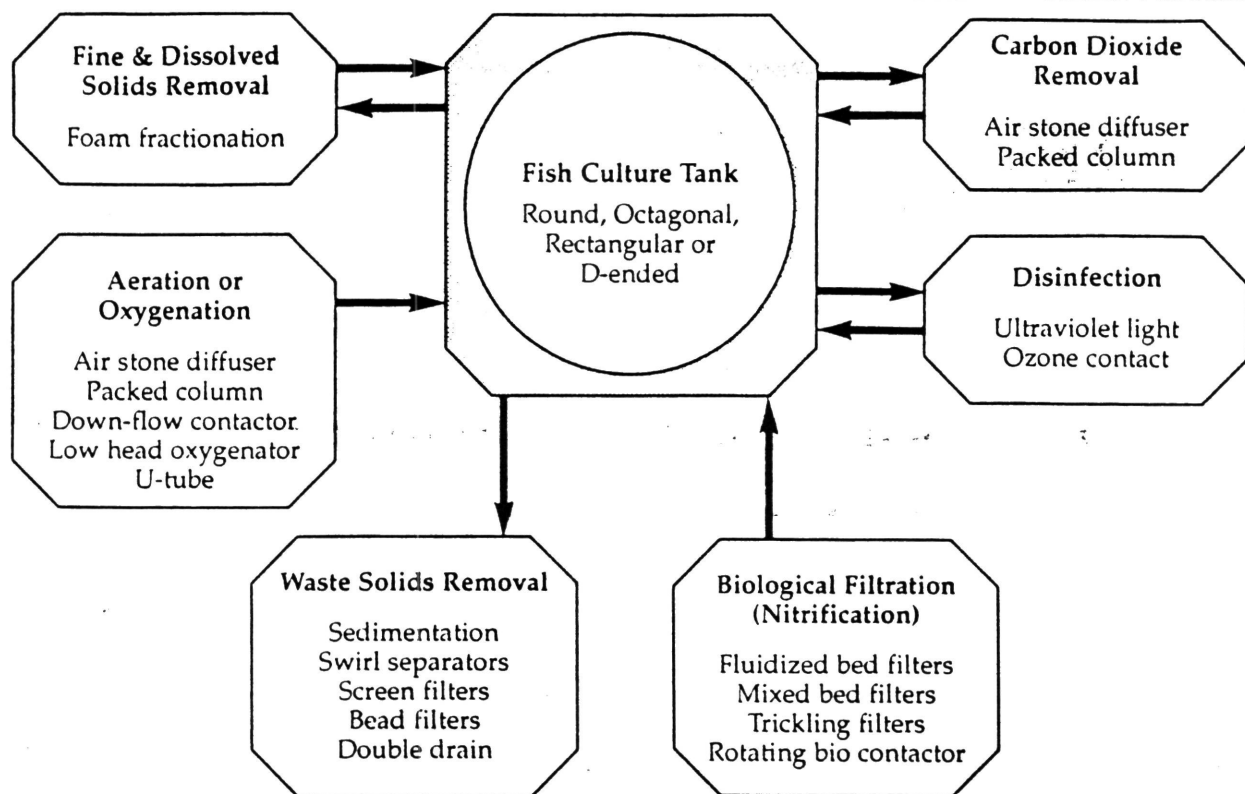 Fine & Dissolved
Solids Removal
Foam fractionation
Carbon Dioxide
Removal
Air stone diffuser
Packed column
Fish Culture Tank
Round, Octagonal,
Rectangular or
D-ended
Aeration or
Oxygenation
Air stone diffuser
Packed column
Down-flow contactor
Low head oxygenator
U-tube
Disinfection
Ultraviolet light
Ozone contact
Waste Solids Removal
Sedimentation
Swirl separators
Screen filters
Bead filters
Double drain
Biological Filtration
(Nitrification)
Fluidized bed filters
Mixed bed filters
Trickling filters
Rotating bio contactor